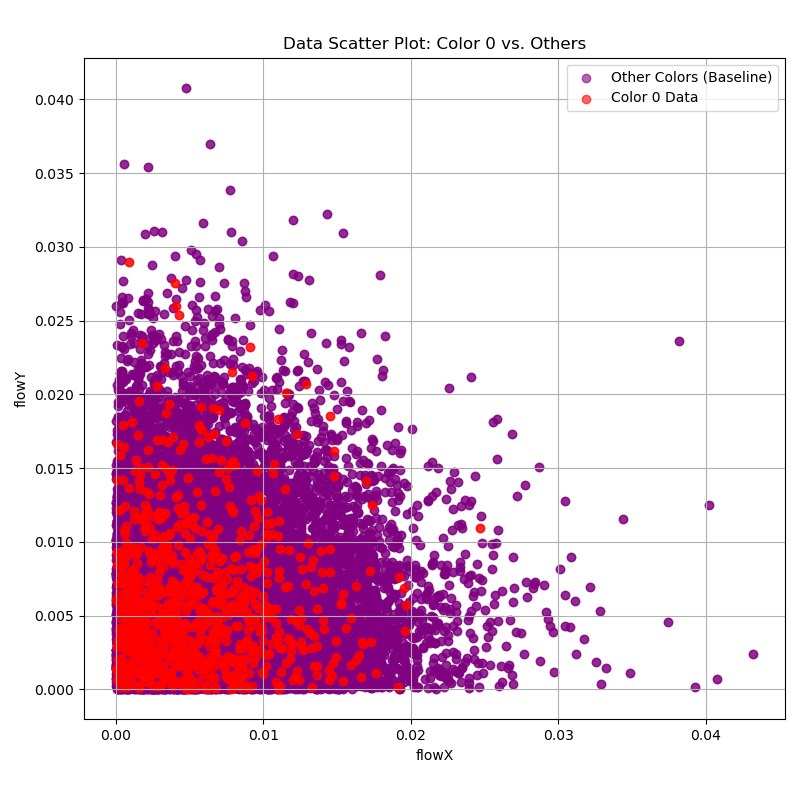 Data Scatter Plot: Color 0 vs. Others
Other Colors (Baseline)
Color 0 Data
0.040
0.035
0.030
0.025
0.020
0.015
0.010
0.005
0.000
flowY
0.00 0.01 0.02 0.03 0.04
flowX